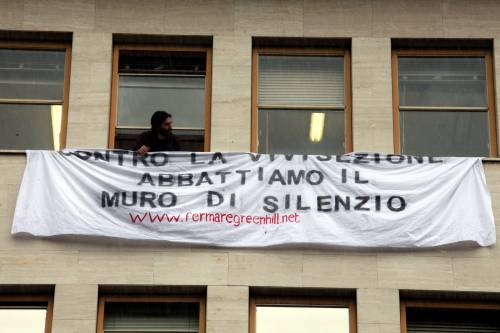 CONTRO LA VIVISEZIONE
ABBATTIAMO IL
MURO DI SILENZIO
www.fermaregreenhill.net